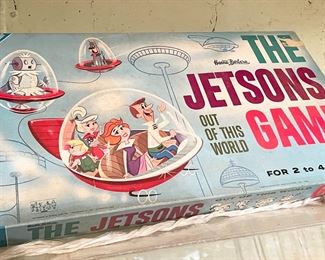 Hanna-Barbera
THE
JETSONS
OUT OF THIS WORLD
GAM
FOR 2 to 4
THE JETSONS